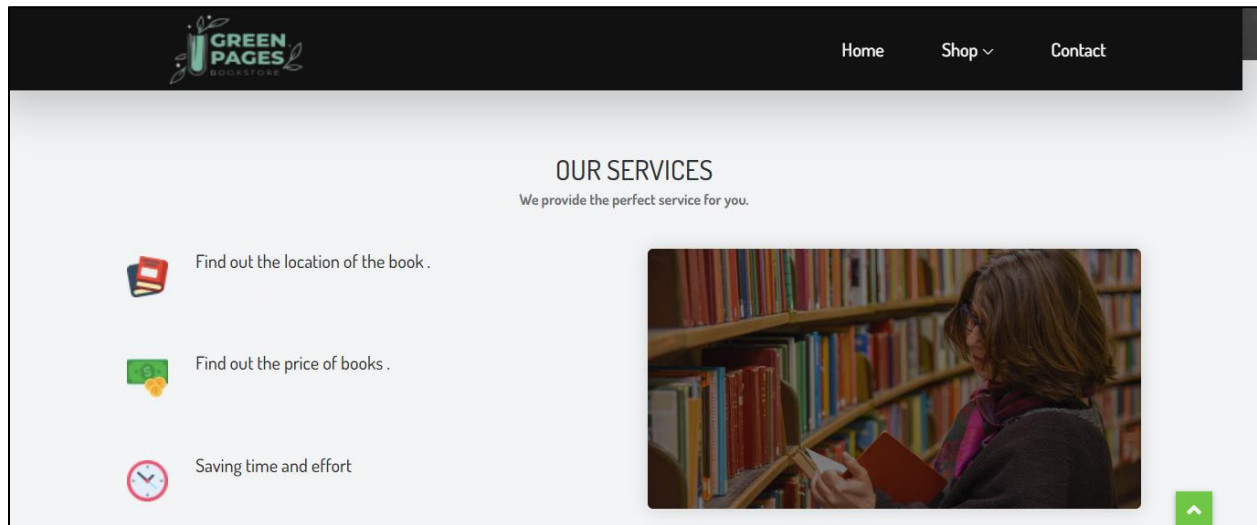 GREEN
PAGES
BOOKSTORE
Home Shop Contact
OUR SERVICES
We provide the perfect service for you.
Find out the location of the book .
Find out the price of books .
Saving time and effort